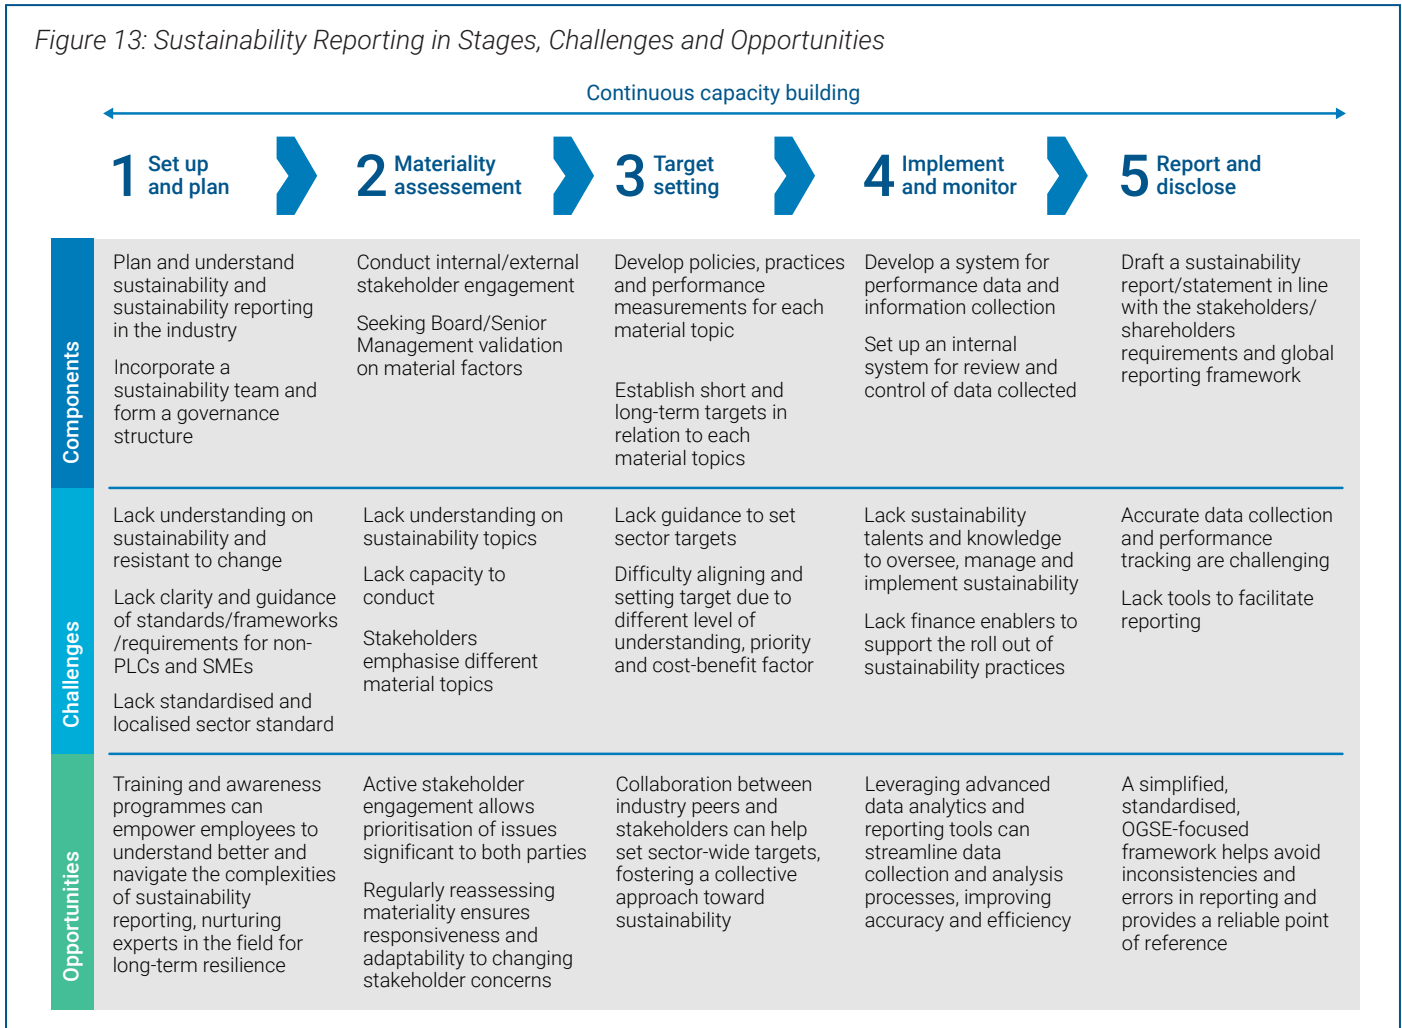 Figure 13: Sustainability Reporting in Stages, Challenges and Opportunities
Continuous capacity building
1 Set up
and plan
2 Materiality
assessement
3 Target
setting
4 Implement
and monitor
5 Report and
disclose
Components
Plan and understand
sustainability and
sustainability reporting
in the industry
Incorporate a
sustainability team and
form a governance
structure
Conduct internal/external
stakeholder engagement
Seeking Board/Senior
Management validation
on material factors
Develop policies, practices
and performance
measurements for each
material topic
Establish short and
long-term targets in
relation to each
material topics
Develop a system for
performance data and
information collection
Set up an internal
system for review and
control of data collected
Draft a sustainability
report/statement in line
with the stakeholders/
shareholders
requirements and global
reporting framework
Challenges
Lack understanding on
sustainability and
resistant to change
Lack clarity and guidance
of standards/frameworks
/requirements for non-
PLCs and SMEs
Lack standardised and
localised sector standard
Lack understanding on
sustainability topics
Lack capacity to
conduct
Stakeholders
emphasise different
material topics
Lack guidance to set
sector targets
Difficulty aligning and
setting target due to
different level of
understanding, priority
and cost-benefit factor
Lack sustainability
talents and knowledge
to oversee, manage and
implement sustainability
Lack finance enablers to
support the roll out of
sustainability practices
Accurate data collection
and performance
tracking are challenging
Lack tools to facilitate
reporting
Opportunities
Training and awareness
programmes can
empower employees to
understand better and
navigate the complexities
of sustainability
reporting, nurturing
experts in the field for
long-term resilience
Active stakeholder
engagement allows
prioritisation of issues
significant to both parties
Regularly reassessing
materiality ensures
responsiveness and
adaptability to changing
stakeholder concerns
Collaboration between
industry peers and
stakeholders can help
set sector-wide targets,
fostering a collective
approach toward
sustainability
Leveraging advanced
data analytics and
reporting tools can
streamline data
collection and analysis
processes, improving
accuracy and efficiency
A simplified,
standardised,
OGSE-focused
framework helps avoid
inconsistencies and
errors in reporting and
provides a reliable point
of reference